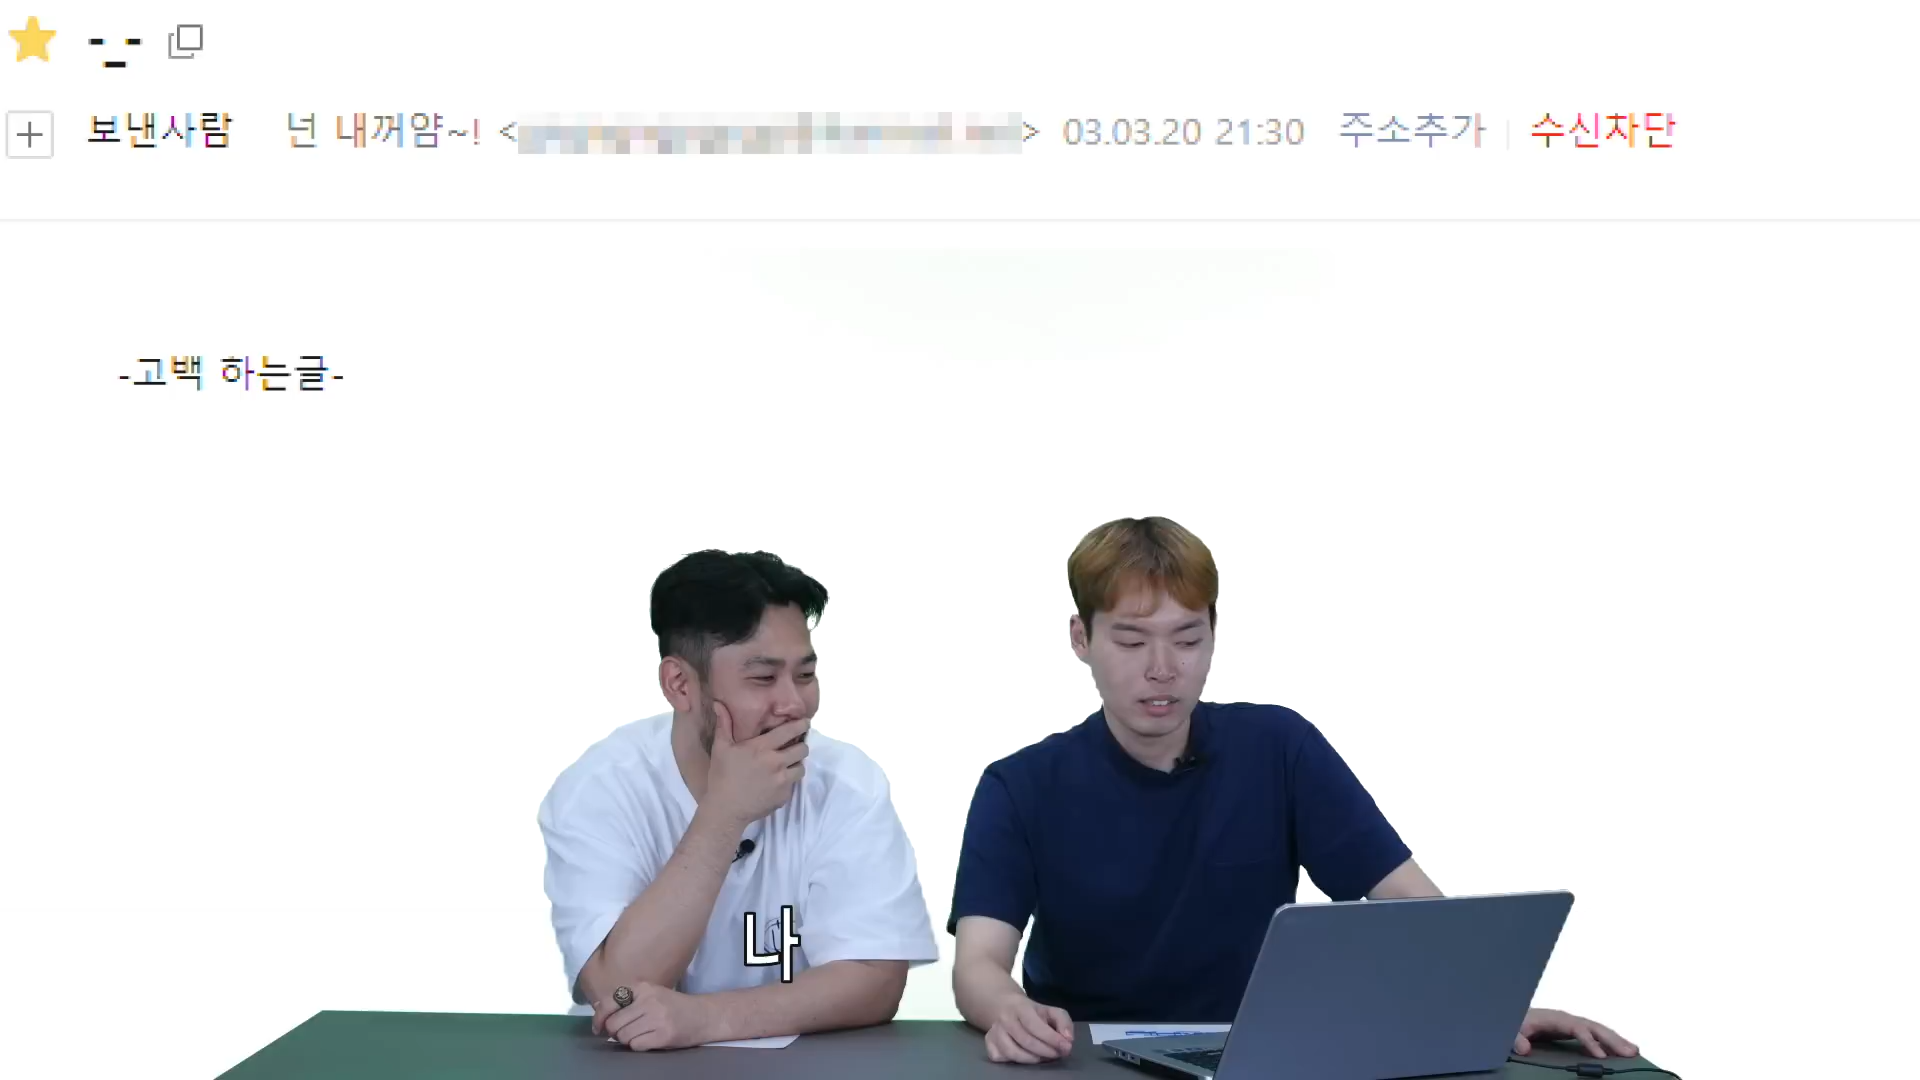 -_-
보낸사람 넌 내꺼얌~! < > 03.03.20 21:30 주소추가 수신차단
-고백 하는글-
나